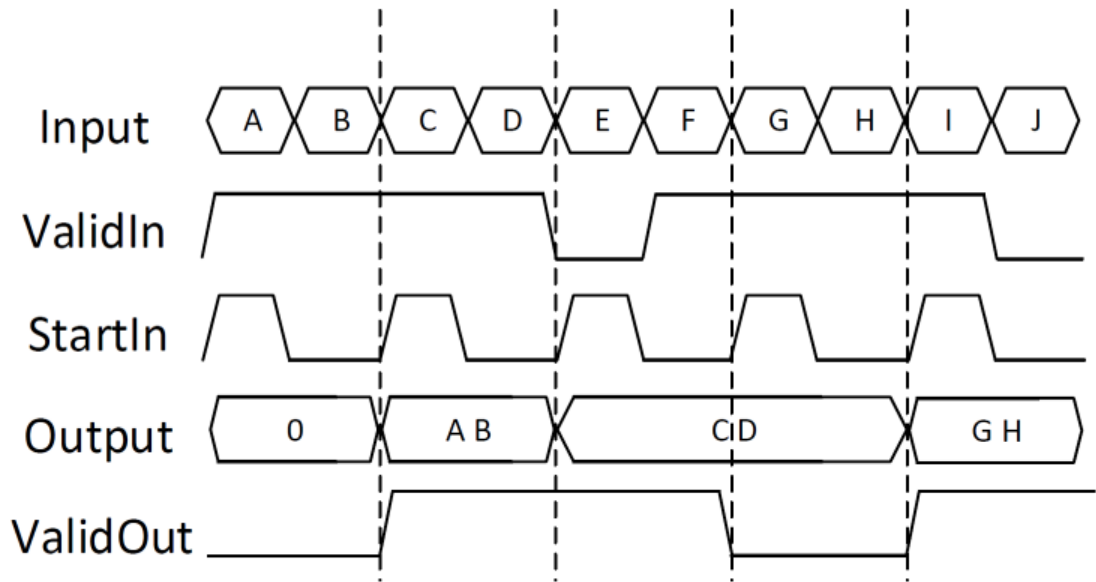 Input A B C D E F G H I J
ValidIn
StartIn
Output 0 A B C D G H
ValidOut